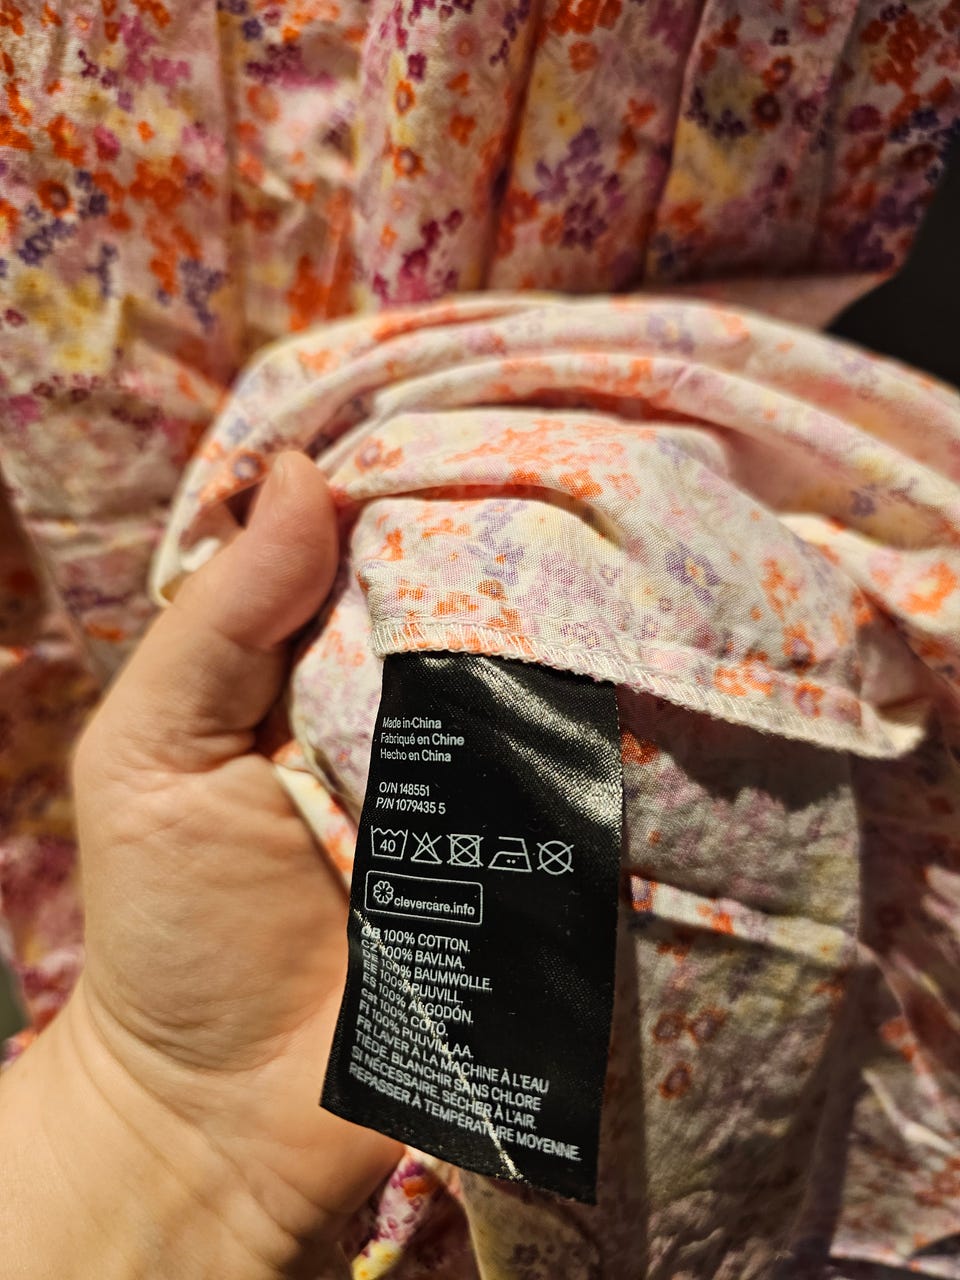 Made in China
Fabriqué en Chine
Hecho en China
O/N 148551
P/N 1079435 5
40
clevercare.info
GB 100% COTTON.
CZ 100% BAVLNA.
DE 100% BAUMWOLLE.
EE 100% PUUVILL.
ES 100% ALGODÓN.
cat 100% COTÓ.
FI 100% PUUVILLAA.
FR LAVER À LA MACHINE À L'EAU
TIÈDE, BLANCHIR SANS CHLORE
SI NÉCESSAIRE, SÉCHER À L'AIR,
REPASSER À TEMPÉRATURE MOYENNE.